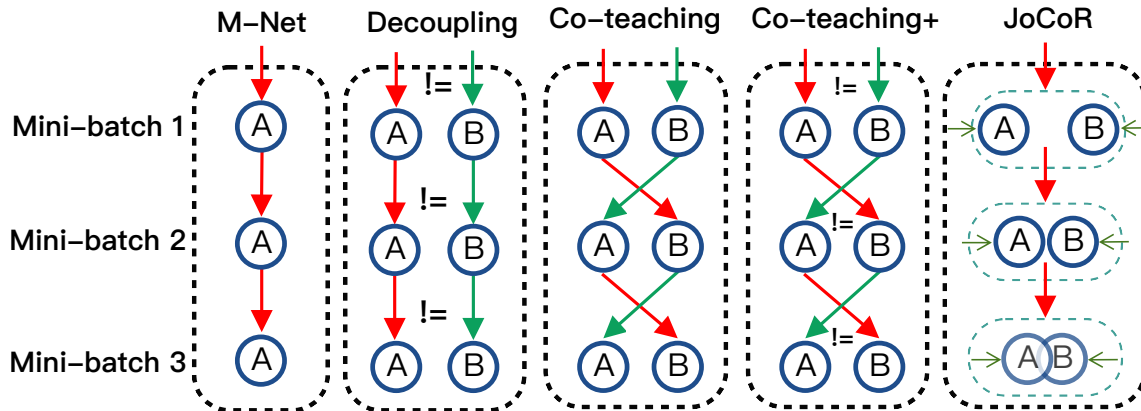 M-Net Decoupling Co-teaching Co-teaching+ JoCoR
!= !=
Mini-batch 1 A A B A B A B A B
!=
Mini-batch 2 A A B A B A != B A B
!=
Mini-batch 3 A A B A B A != B A B